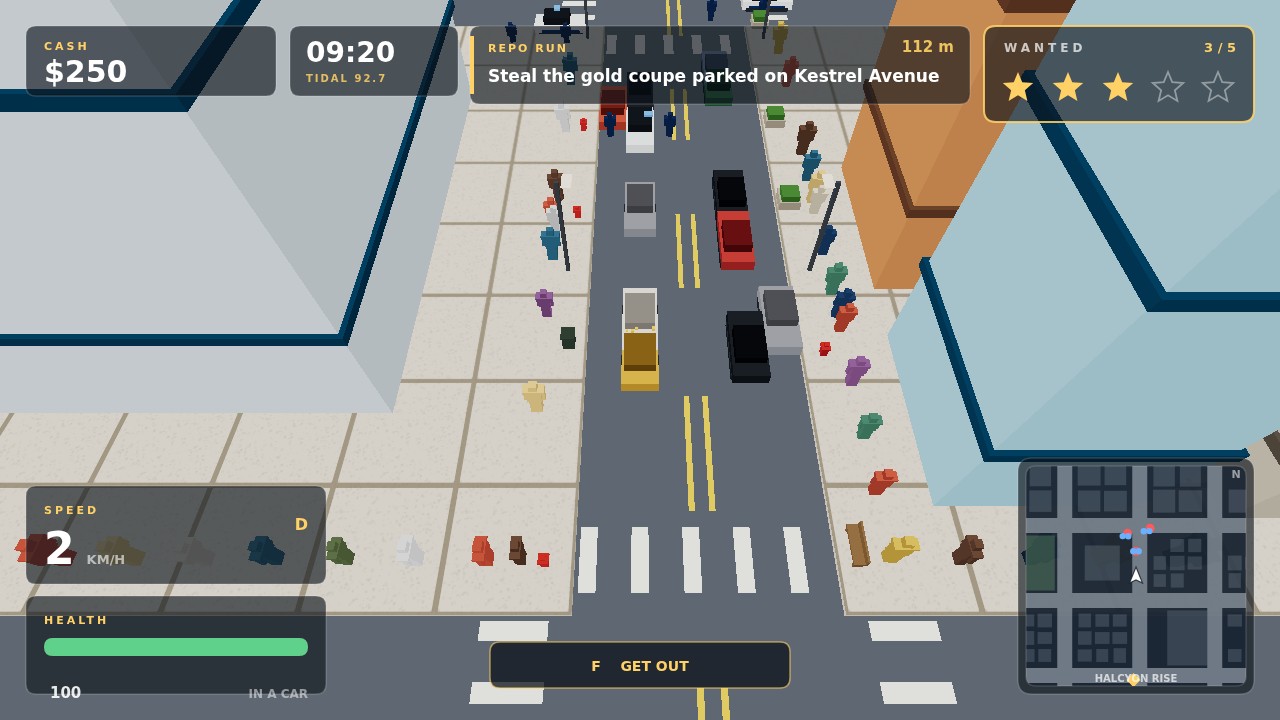 CASH
$250
09:20
TIDAL 92.7
REPO RUN
112 m
Steal the gold coupe parked on Kestrel Avenue
WANTED
3 / 5
SPEED
D
2 KM/H
HEALTH
100
IN A CAR
F GET OUT
N
HALCYON RISE